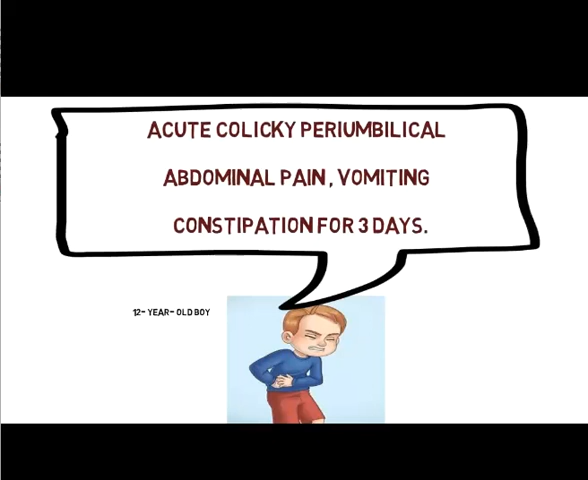 ACUTE COLICKY PERIUMBILICAL
ABDOMINAL PAIN, VOMITING
CONSTIPATION FOR 3 DAYS.
12-YEAR-OLD BOY